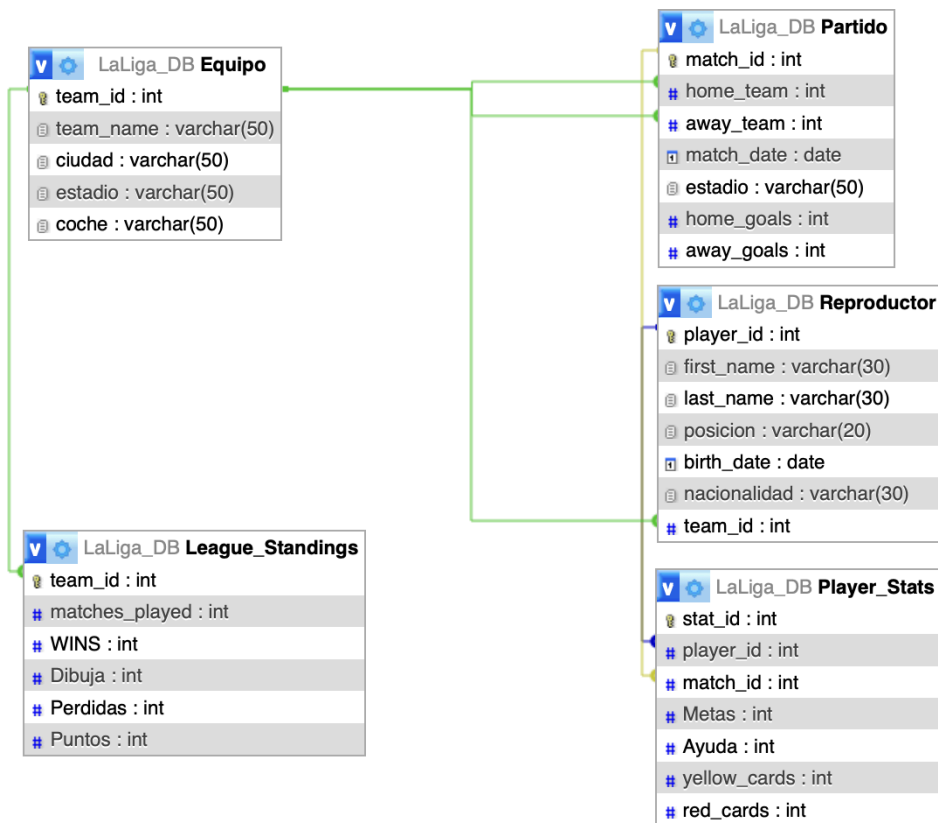 LaLiga_DB Equipo
team_id : int
team_name : varchar(50)
ciudad : varchar(50)
estadio : varchar(50)
coche : varchar(50)
LaLiga_DB League_Standings
team_id : int
matches_played : int
WINS : int
Dibuja : int
Perdidas : int
Puntos : int
LaLiga_DB Partido
match_id : int
home_team : int
away_team : int
match_date : date
estadio : varchar(50)
home_goals : int
away_goals : int
LaLiga_DB Reproductor
player_id : int
first_name : varchar(30)
last_name : varchar(30)
posicion : varchar(20)
birth_date : date
nacionalidad : varchar(30)
team_id : int
LaLiga_DB Player_Stats
stat_id : int
player_id : int
match_id : int
Metas : int
Ayuda : int
yellow_cards : int
red_cards : int